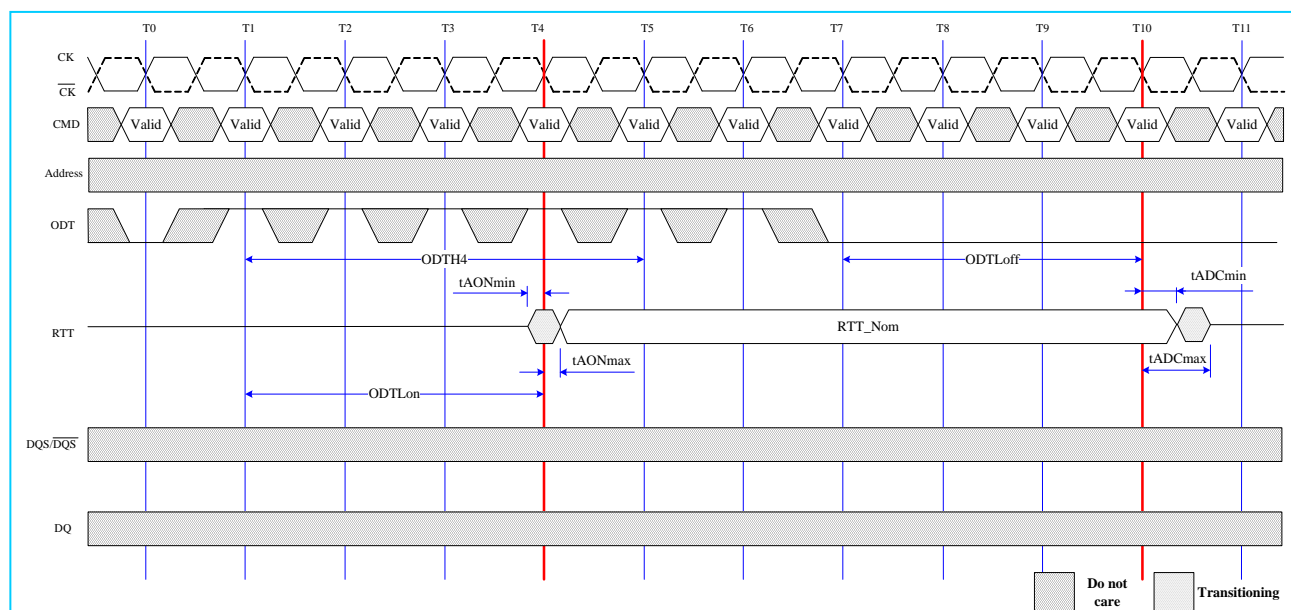 T0 T1 T2 T3 T4 T5 T6 T7 T8 T9 T10 T11
CK
CK
CMD Valid Valid Valid Valid Valid Valid Valid Valid Valid Valid Valid Valid
Address
ODT
ODTH4 ODTLoff
tAONmin tADCmin
RTT RTT_Nom
tAONmax tADCmax
ODTLon
DQS/DQS
DQ
Do not care Transitioning